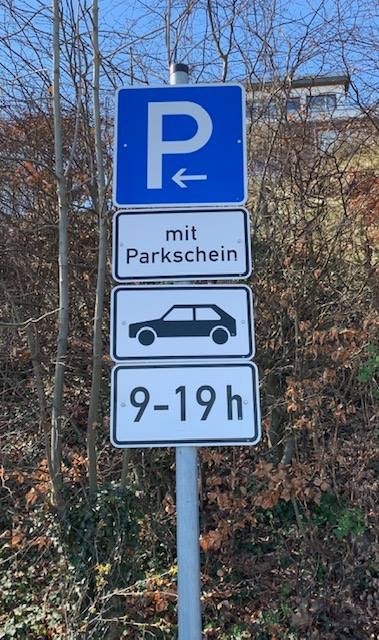 P
mit
Parkschein
9-19 h